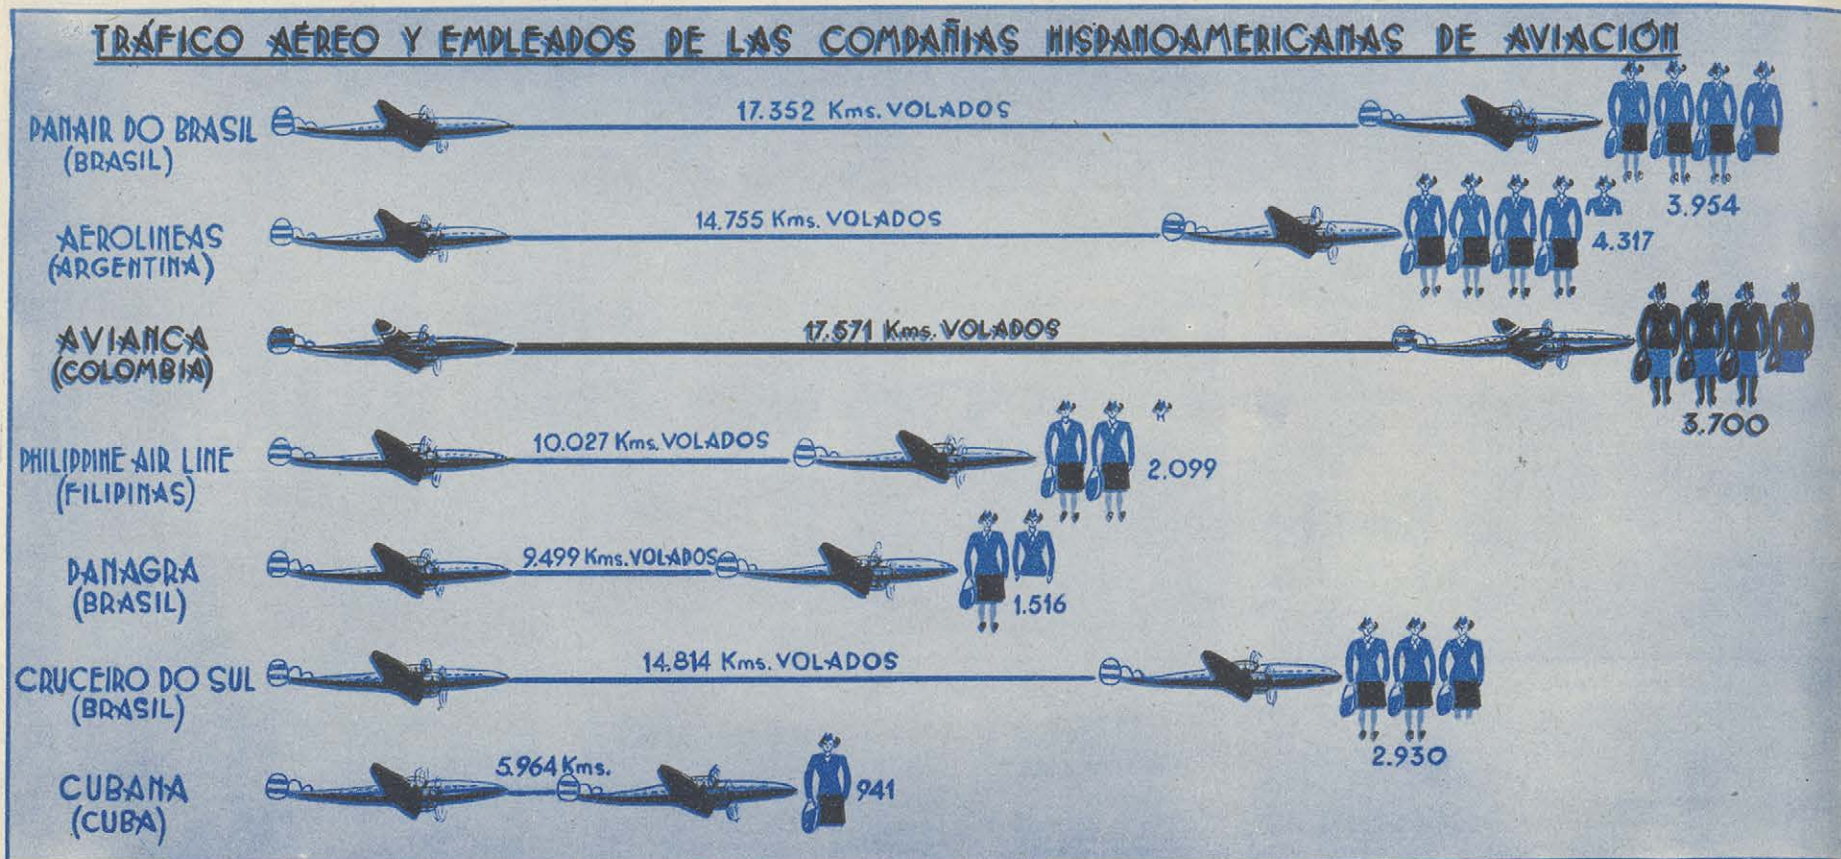 TRÁFICO AÉREO Y EMPLEADOS DE LAS COMPAÑIAS HISPANOAMERICANAS DE AVIACIÓN
PANAIR DO BRASIL
(BRASIL)
17.352 Kms. VOLADOS
3.954
AEROLINEAS
(ARGENTINA)
14.755 Kms. VOLADOS
4.317
AVIANCA
(COLOMBIA)
17.571 Kms. VOLADOS
3.700
PHILIPPINE AIR LINE
(FILIPINAS)
10.027 Kms. VOLADOS
2.099
PANAGRA
(BRASIL)
9.499 Kms. VOLADOS
1.516
CRUCEIRO DO SUL
(BRASIL)
14.814 Kms. VOLADOS
2.930
CUBANA
(CUBA)
5.964 Kms.
941